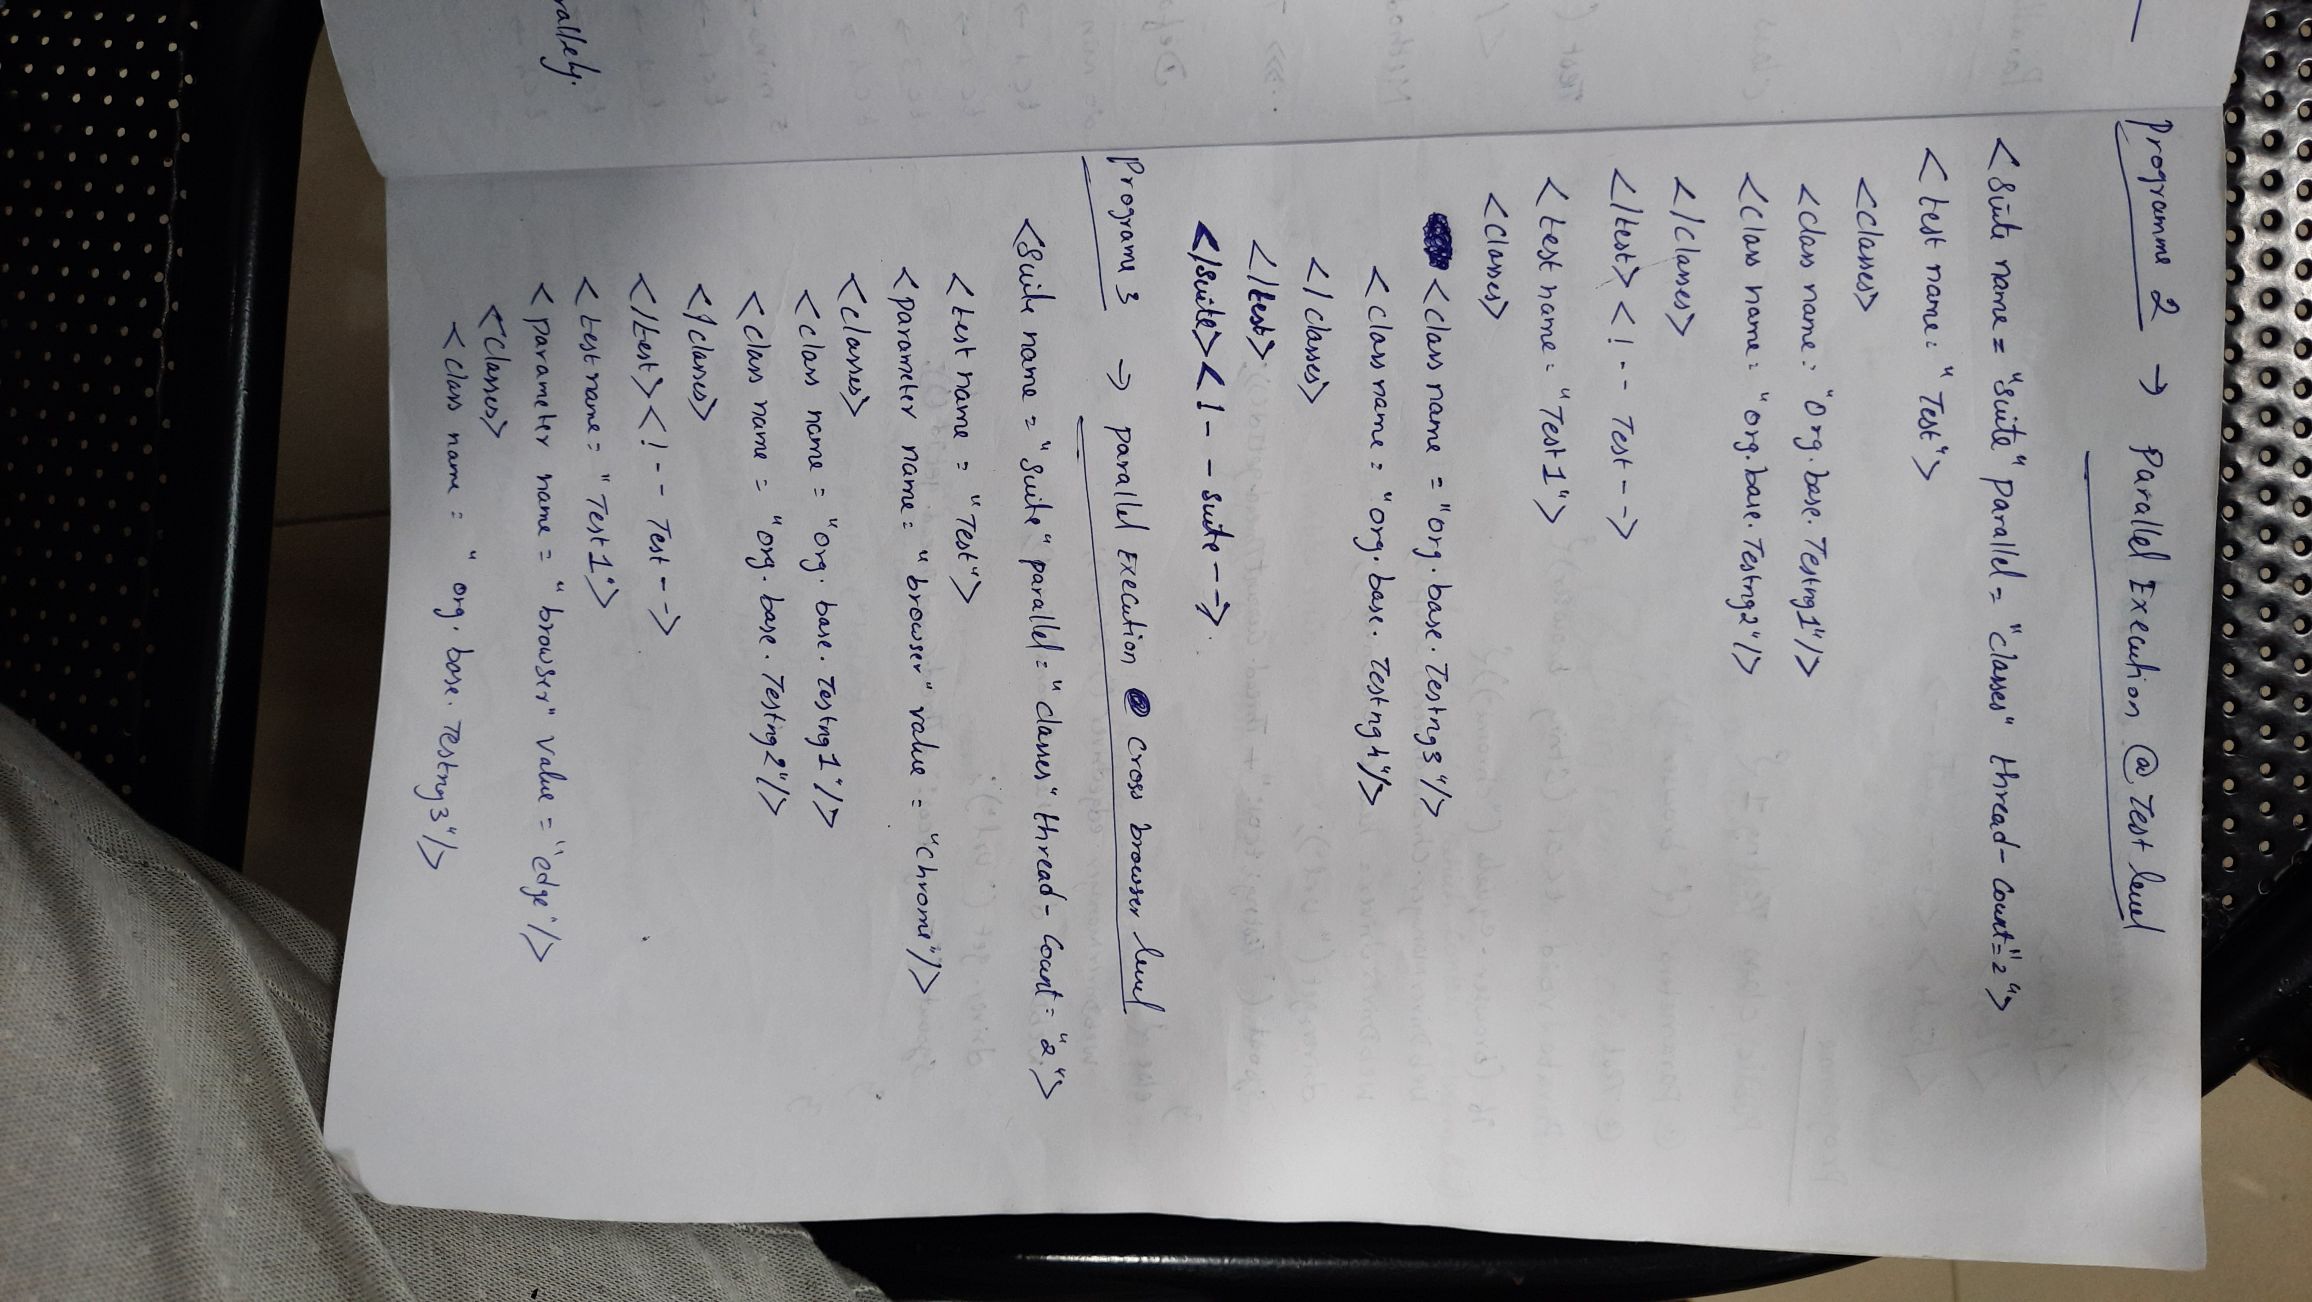 rallely.
Programme 2 → Parallel Execution @ Test level
<suite name = "suite" parallel = "classes" thread-count="2">
<test name = "Test">
<classes>
<class name = "org.base.Testng1"/>
<class name = "org.base.Testng2"/>
</classes>
</test> <!-- Test -->
<test name = "Test1">
<classes>
<class name = "org.base.Testng3"/>
<class name = "org.base.Testng4"/>
</classes>
</test>
</suite> <!-- suite -->.
Programe 3 → parallel Execution @ cross browser level
<suite name = "suite" parallel = "classes" thread-count = "2">
<test name = "Test">
<parameter name = "browser" value = "chrome"/>
<classes>
<class name = "org.base.Testng1"/>
<class name = "org.base.Testng2"/>
</classes>
</test> <!-- Test -->
<test name = "Test1">
<parameter name = "browser" value = "edge"/>
<classes>
<class name = "org.base.Testng3"/>